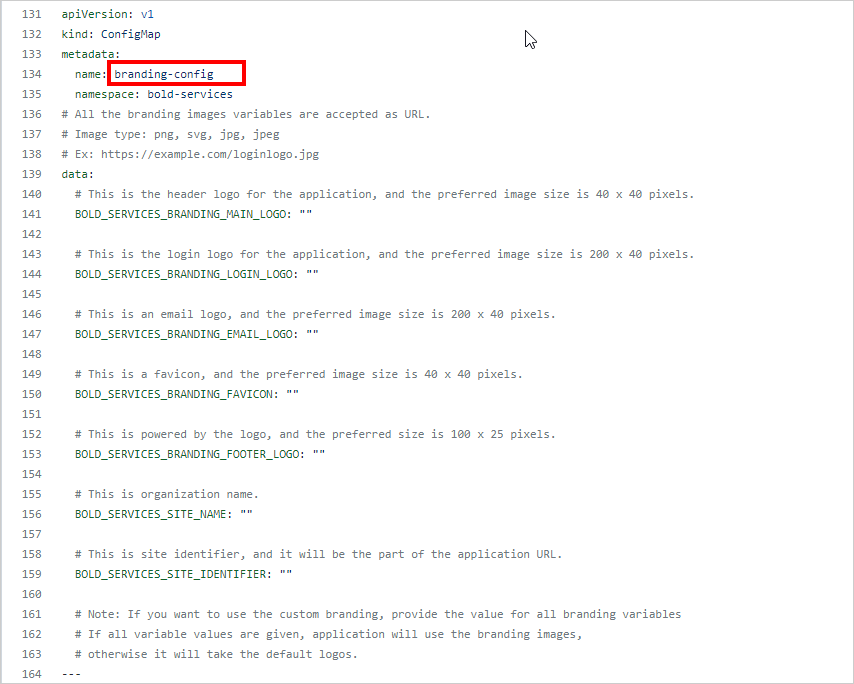 131 apiVersion: v1
132 kind: ConfigMap
133 metadata:
134   name: branding-config
135   namespace: bold-services
136 # All the branding images variables are accepted as URL.
137 # Image type: png, svg, jpg, jpeg
138 # Ex: https://example.com/loginlogo.jpg
139 data:
140   # This is the header logo for the application, and the preferred image size is 40 x 40 pixels.
141   BOLD_SERVICES_BRANDING_MAIN_LOGO: ""
142
143   # This is the login logo for the application, and the preferred image size is 200 x 40 pixels.
144   BOLD_SERVICES_BRANDING_LOGIN_LOGO: ""
145
146   # This is an email logo, and the preferred image size is 200 x 40 pixels.
147   BOLD_SERVICES_BRANDING_EMAIL_LOGO: ""
148
149   # This is a favicon, and the preferred image size is 40 x 40 pixels.
150   BOLD_SERVICES_BRANDING_FAVICON: ""
151
152   # This is powered by the logo, and the preferred size is 100 x 25 pixels.
153   BOLD_SERVICES_BRANDING_FOOTER_LOGO: ""
154
155   # This is organization name.
156   BOLD_SERVICES_SITE_NAME: ""
157
158   # This is site identifier, and it will be the part of the application URL.
159   BOLD_SERVICES_SITE_IDENTIFIER: ""
160
161   # Note: If you want to use the custom branding, provide the value for all branding variables
162   # If all variable values are given, application will use the branding images,
163   # otherwise it will take the default logos.
164 ---